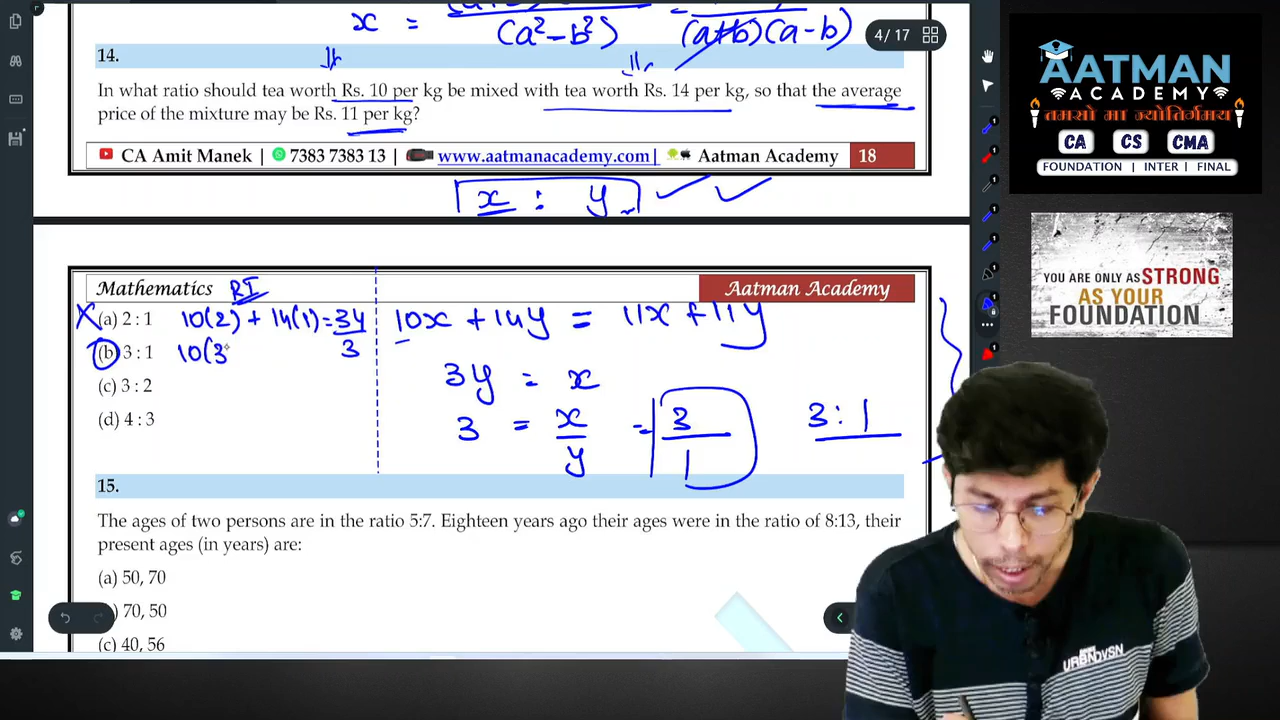 x = (a² – b²) (a+b)(a-b)
4 / 17
14.
In what ratio should tea worth Rs. 10 per kg be mixed with tea worth Rs. 14 per kg, so that the average
price of the mixture may be Rs. 11 per kg?
CA Amit Manek | 7383 7383 13 | www.aatmanacademy.com | Aatman Academy 18
x : y
Mathematics RI Aatman Academy
(a) 2 : 1 10(2) + 14(1) = 34/3
(b) 3 : 1 10(3
(c) 3 : 2
(d) 4 : 3
10x + 14y = 11x + 11y
3y = x
3 = x/y = 3/1 3 : 1
15.
The ages of two persons are in the ratio 5:7. Eighteen years ago their ages were in the ratio of 8:13, their
present ages (in years) are:
(a) 50, 70
) 70, 50
(c) 40, 56
AATMAN
ACADEMY
तमसो मा ज्योतिर्गमय
CA CS CMA
FOUNDATION | INTER | FINAL
YOU ARE ONLY AS STRONG
AS YOUR
FOUNDATION
URBNDVSN